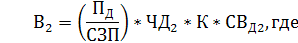 В₂ = (П_Д / СЗП) * ЧД₂ * К * СВ_Д₂, где